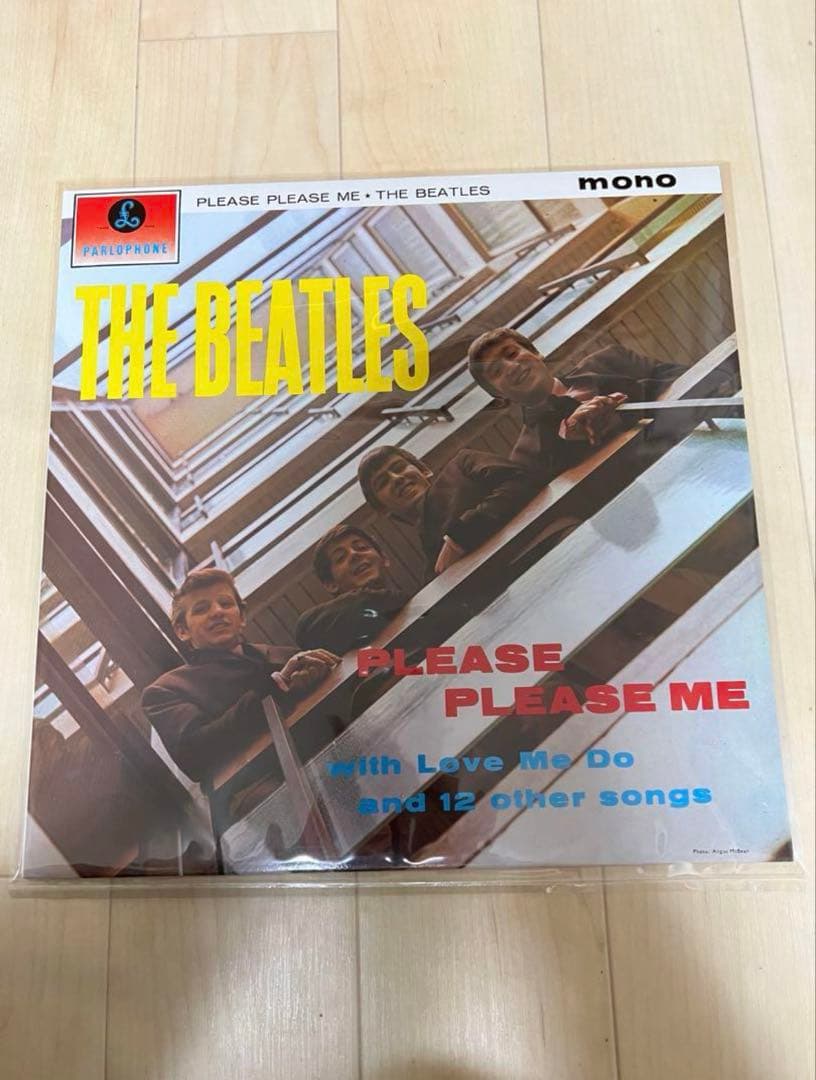 PLEASE PLEASE ME ★ THE BEATLES
mono
£
PARLOPHONE
THE BEATLES
PLEASE
PLEASE ME
with Love Me Do
and 12 other songs
Photo: Angus McBean